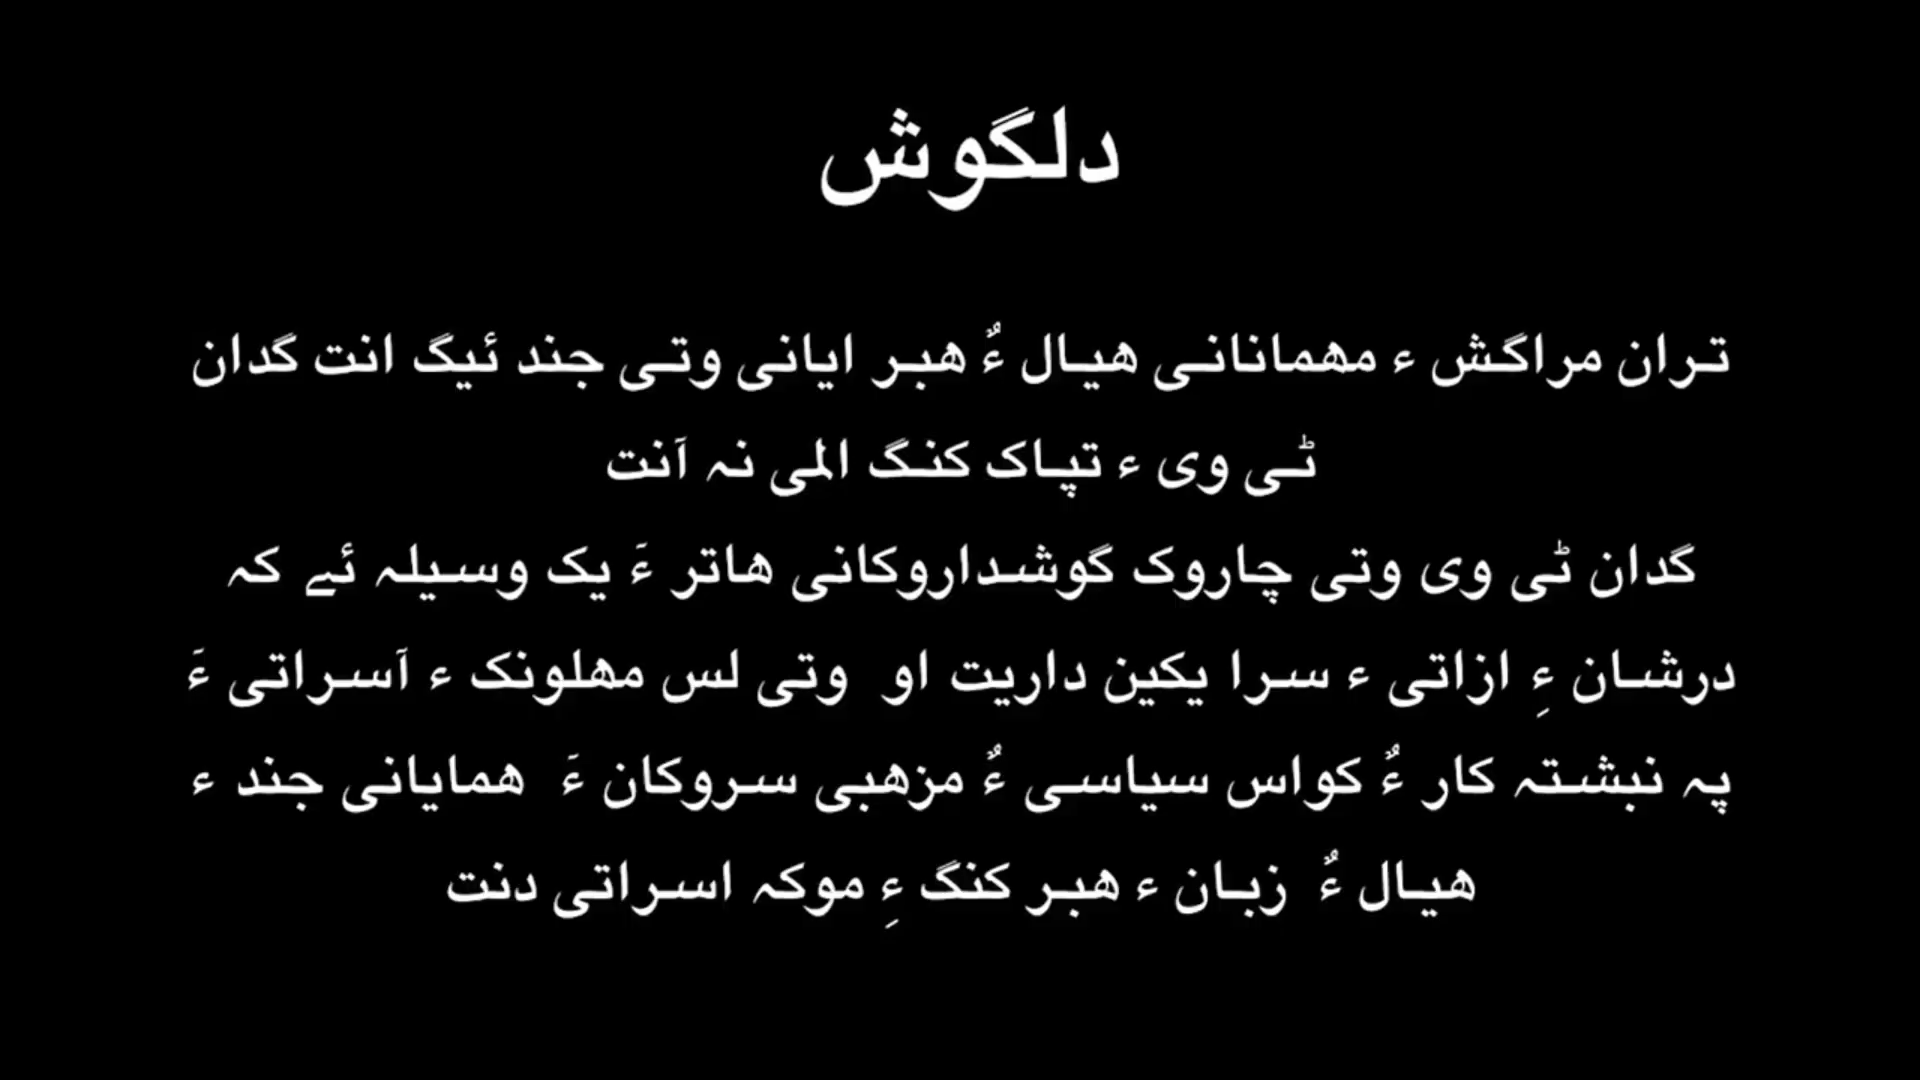 دلگوش
تران مراگش ء مهمانانی هیال ءٌ هبر ایانی وتی جند ئیگ انت گدان
ٹی وی ء تپاک کنگ المی نہ آنت
گدان ٹی وی وتی چاروک گوشداروکانی هاتر ءَ یک وسیلہ ئے کہ
درشان ءِ ازاتی ء سرا یکین داریت او وتی لس مهلونک ء آسراتی ءَ
پہ نبشتہ کار ءٌ کواس سیاسی ءٌ مزهبی سروکان ءَ همایانی جند ء
هیال ءٌ زبان ء هبر کنگ ءِ موکہ اسراتی دنت